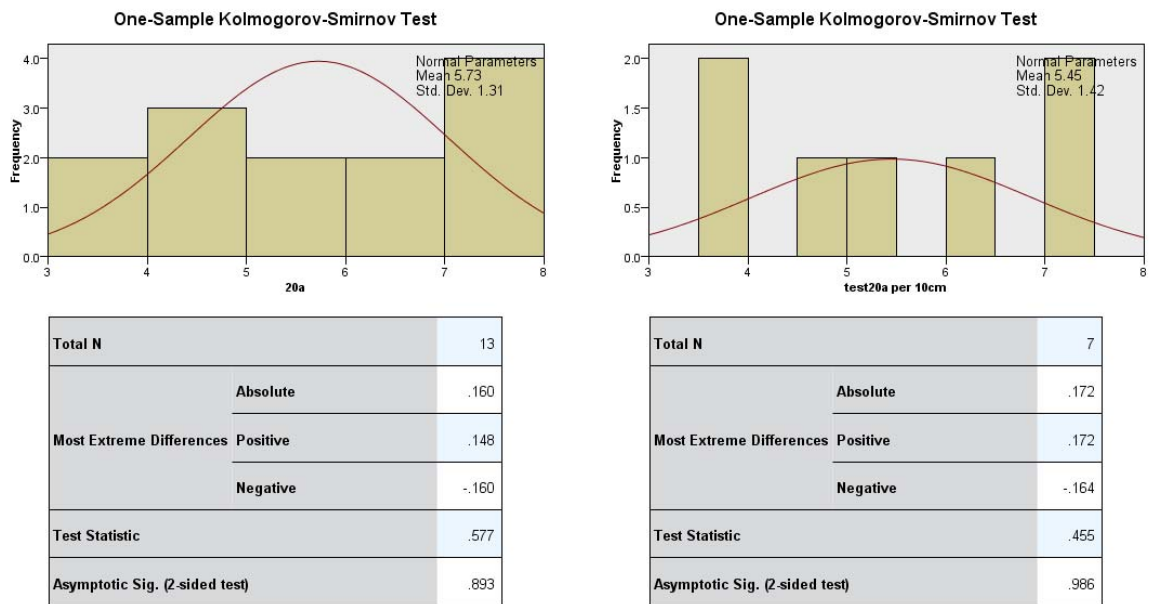 One-Sample Kolmogorov-Smirnov Test
Normal Parameters
Mean 5.73
Std. Dev. 1.31
Frequency
4.0
3.0
2.0
1.0
0.0
3 4 5 6 7 8
20a
Total N 13
Most Extreme Differences
Absolute .160
Positive .148
Negative -.160
Test Statistic .577
Asymptotic Sig. (2-sided test) .893
One-Sample Kolmogorov-Smirnov Test
Normal Parameters
Mean 5.45
Std. Dev. 1.42
Frequency
2.0
1.5
1.0
0.5
0.0
3 4 5 6 7 8
test20a per 10cm
Total N 7
Most Extreme Differences
Absolute .172
Positive .172
Negative -.164
Test Statistic .455
Asymptotic Sig. (2-sided test) .986